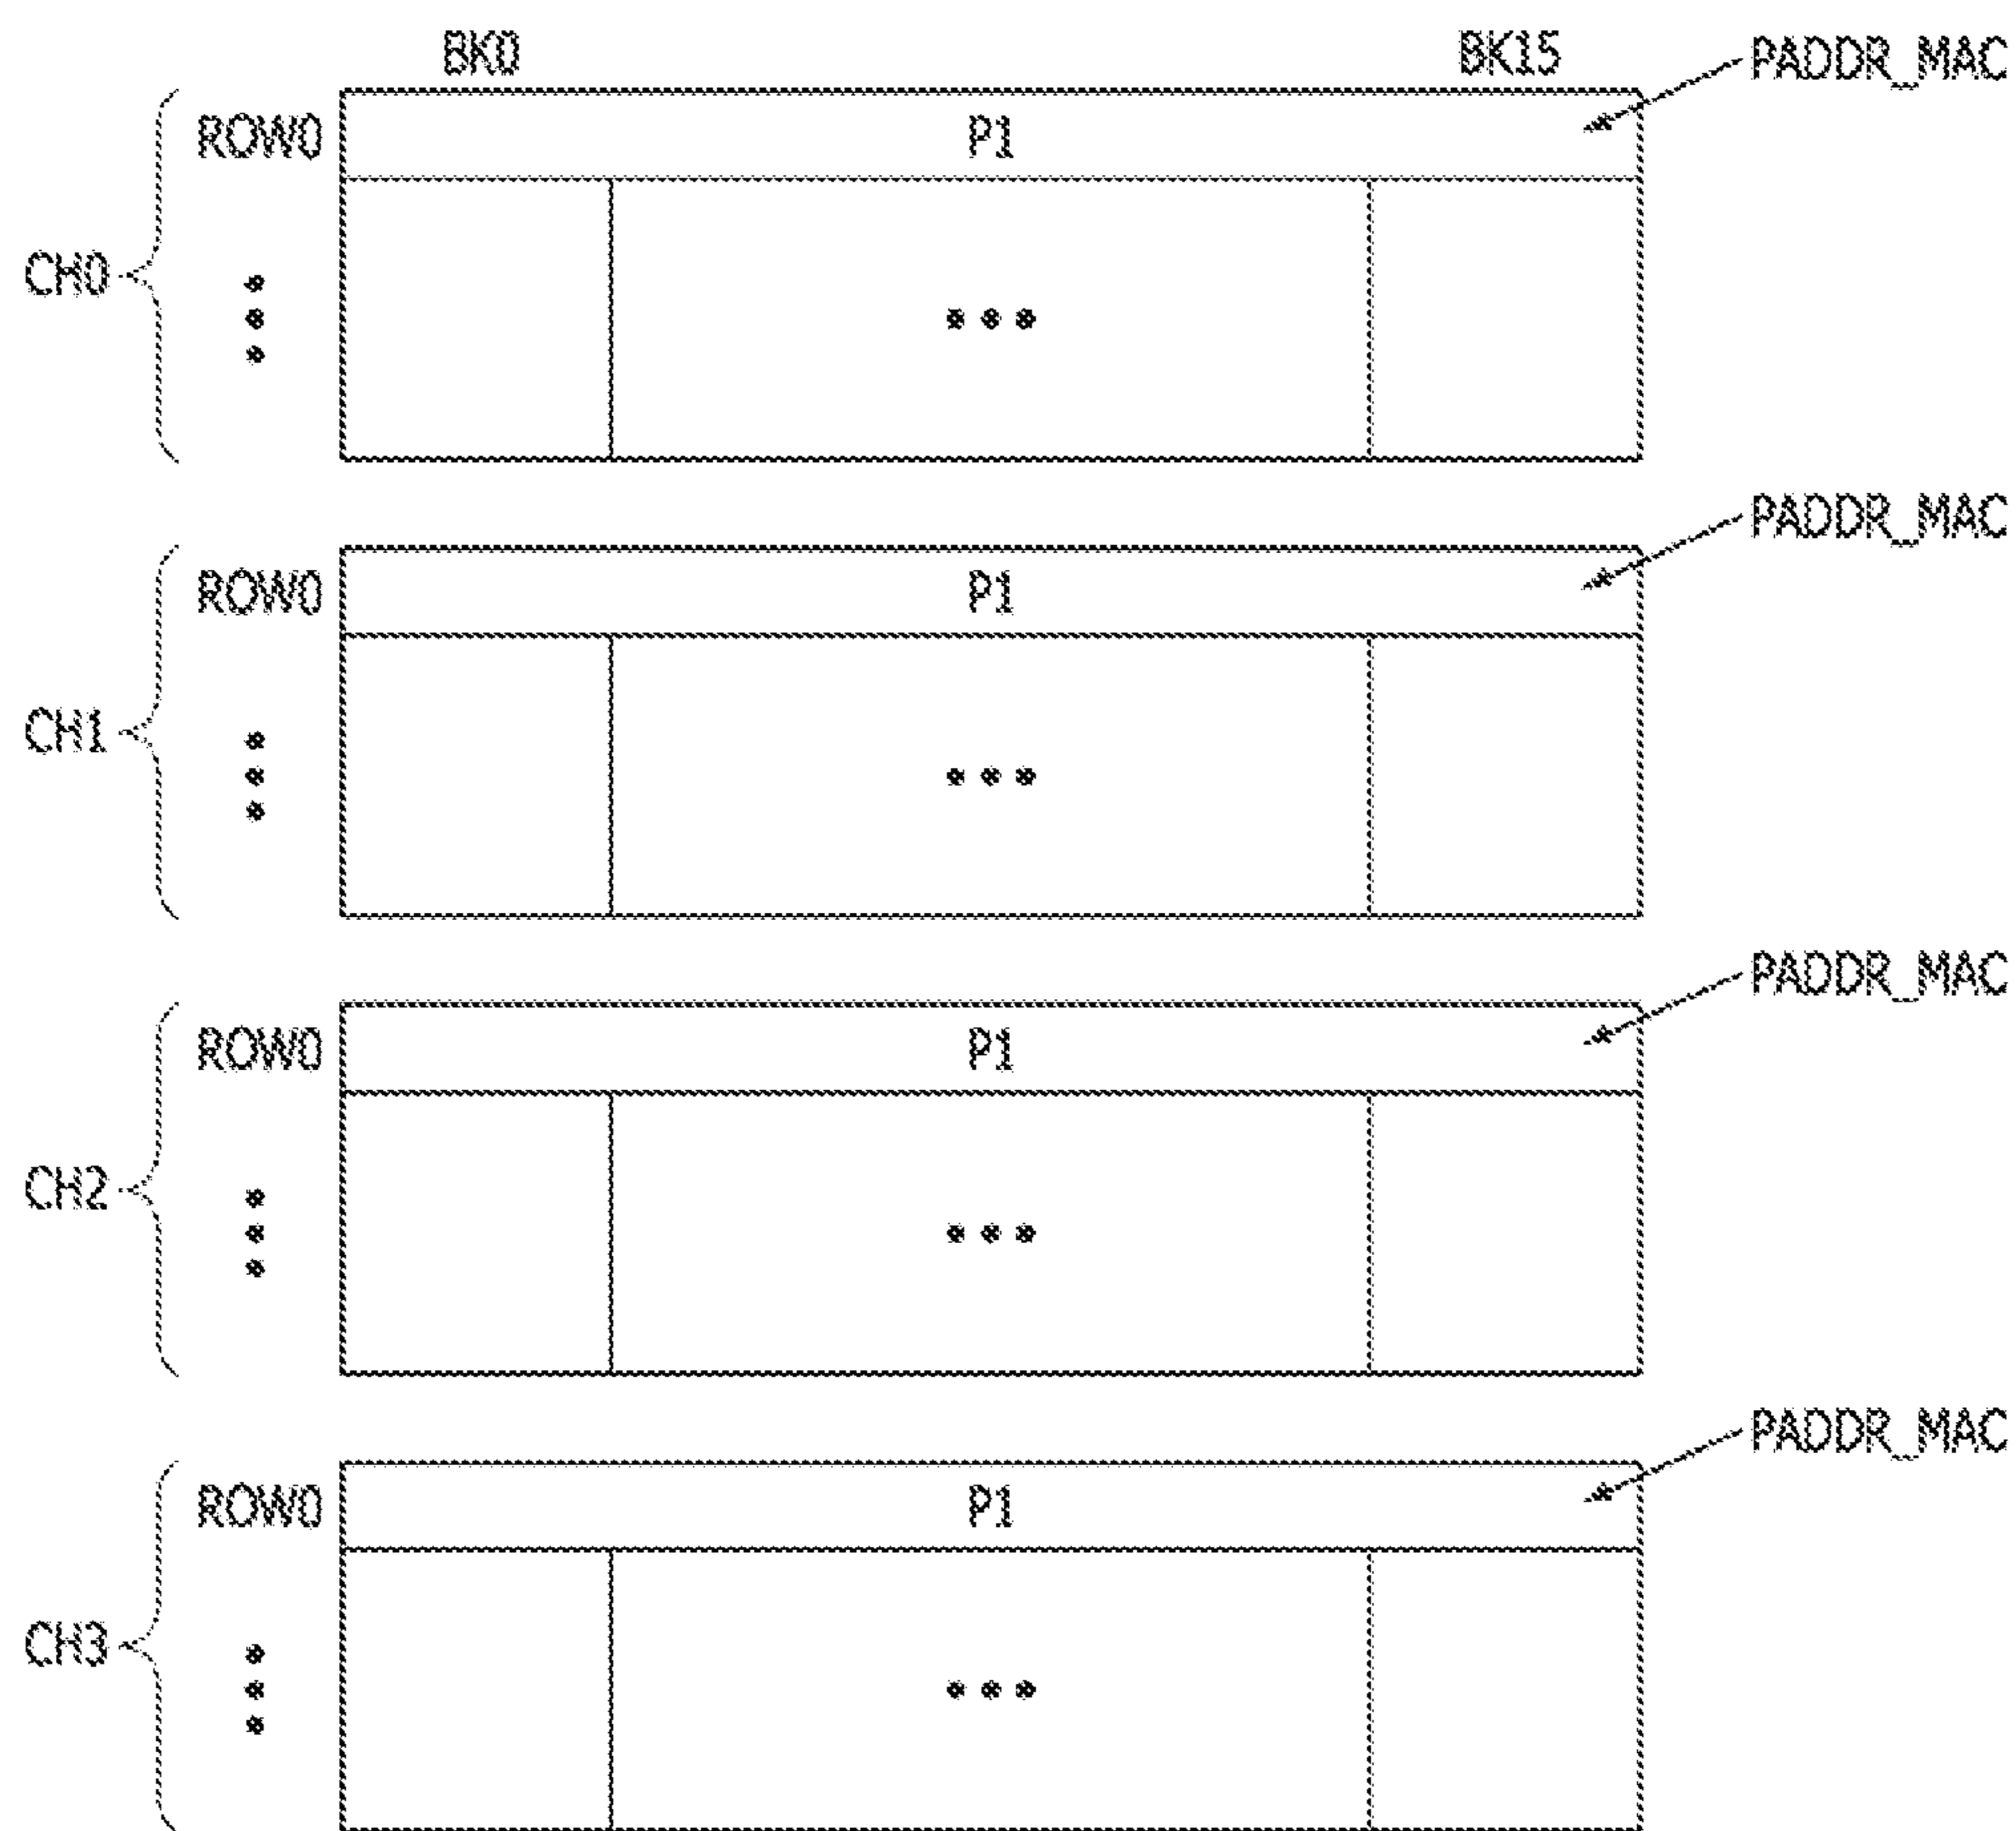 BK0 BK15 PADDR_MAC
ROW0 P1
CH0
PADDR_MAC
ROW0 P1
CH1
PADDR_MAC
ROW0 P1
CH2
PADDR_MAC
ROW0 P1
CH3